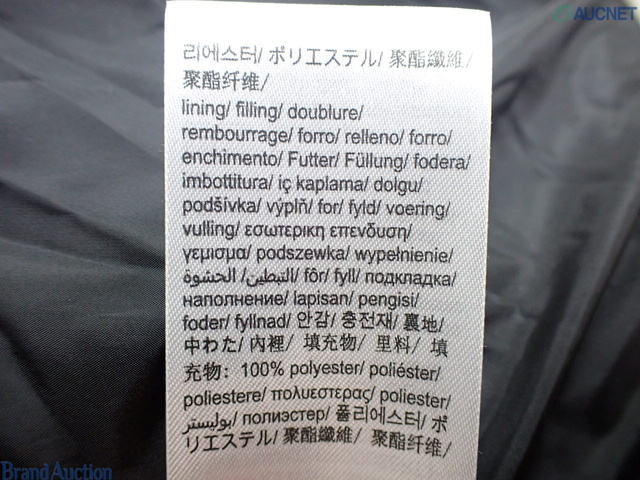 AUCNET
리에스터/ ポリエステル/ 聚酯纖維/
聚酯纤维/
lining/ filling/ doublure/
rembourrage/ forro/ relleno/ forro/
enchimento/ Futter/ Füllung/ fodera/
imbottitura/ iç kaplama/ dolgu/
podšívka/ výplň/ for/ fyld/ voering/
vulling/ εσωτερικη επενδυση/
γεμισμα/ podszewka/ wypełnienie/
التبطين/ الحشوة/ fôr/ fyll/ подкладка/
наполнение/ lapisan/ pengisi/
foder/ fyllnad/ 안감/ 충전재/ 裏地/
中わた/ 內裡/ 填充物/ 里料/ 填
充物: 100% polyester/ poliéster/
poliestere/ πολυεστερας/ poliester/
بوليستر/ полиэстер/ 폴리에스터/ ポ
リエステル/ 聚酯纖維/ 聚酯纤维/
Brand Auction